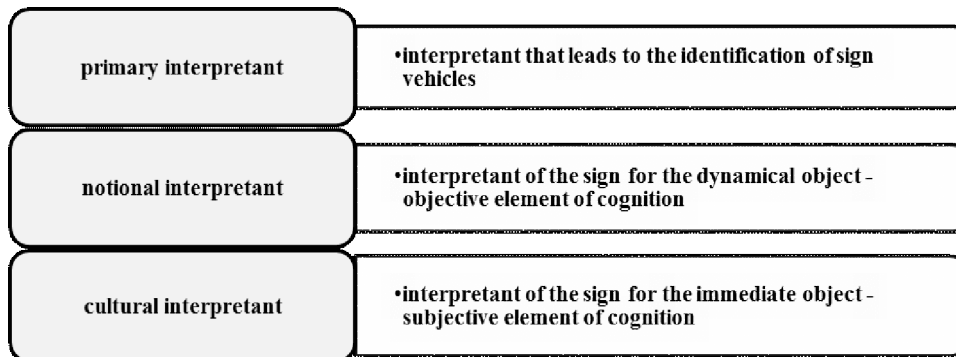 primary interpretant
•interpretant that leads to the identification of sign
vehicles
notional interpretant
•interpretant of the sign for the dynamical object -
objective element of cognition
cultural interpretant
•interpretant of the sign for the immediate object -
subjective element of cognition